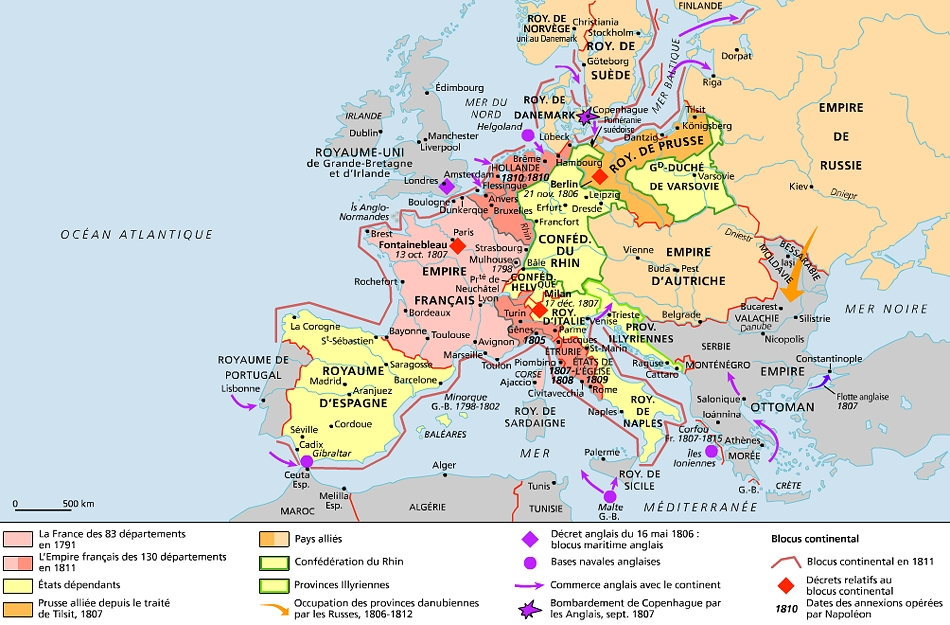 FINLANDE
ROY. DE
NORVÈGE
uni au Danemark
Christiania
Stockholm
ROY. DE
SUÈDE
Göteborg
MER BALTIQUE
Dorpat
Riga
Édimbourg
MER DU
NORD
Helgoland
ROY. DE
DANEMARK
Copenhague
Poméranie
suédoise
Tilsit
Königsberg
Dantzig
ROY. DE PRUSSE
EMPIRE
DE
RUSSIE
IRLANDE
Dublin
Manchester
Liverpool
ROYAUME-UNI
de Grande-Bretagne
et d'Irlande
Londres
Lübeck
Hambourg
Brême
HOLLANDE
1810
1810
Amsterdam
Flessingue
Anvers
Bruxelles
Boulogne
Dunkerque
Berlin
21 nov. 1806
Leipzig
Erfurt
Dresde
Francfort
Gd-DUCHÉ
DE VARSOVIE
Varsovie
Kiev
Dniepr
Îs Anglo-
Normandes
OCÉAN ATLANTIQUE
Brest
Paris
Fontainebleau
13 oct. 1807
Rhin
Strasbourg
Mulhouse
1798
CONFÉD.
DU
RHIN
Bâle
Pté de
Neuchâtel
CONFÉD.
HELVQUE
EMPIRE
FRANÇAIS
Rochefort
Lyon
Bordeaux
Vienne
Buda
Pest
EMPIRE
D'AUTRICHE
Dniestr
MOLDAVIE
BESSARABIE
Iaşi
Milan
17 déc. 1807
ROY.
D'ITALIE
Turin
Gênes
1805
Parme
Lucques
Venise
Trieste
PROV.
ILLYRIENNES
St-Marin
Belgrade
Bucarest
VALACHIE
Danube
Silistrie
Nicopolis
MER NOIRE
La Corogne
St-Sébastien
Bayonne
Toulouse
Avignon
Marseille
Toulon
ÉTRURIE
1807
1808
ÉTATS DE
L'ÉGLISE
1809
Piombino
CORSE
Ajaccio
Civitavecchia
Rome
Raguse
Cattaro
SERBIE
MONTÉNÉGRO
EMPIRE
OTTOMAN
Constantinople
Flotte anglaise
1807
ROYAUME DE
PORTUGAL
Lisbonne
ROYAUME
D'ESPAGNE
Saragosse
Madrid
Aranjuez
Barcelone
Cordoue
Séville
Cadix
Gibraltar
Minorque
G.-B. 1798-1802
BALÉARES
ROY. DE
SARDAIGNE
ROY.
DE
NAPLES
Naples
Salonique
Ioánnina
Corfou
Fr. 1807-1815
Îles
Ioniennes
Athènes
MORÉE
Ceuta
Esp.
Melilla
Esp.
MAROC
Alger
ALGÉRIE
Tunis
TUNISIE
MER
MÉDITERRANÉE
Palerme
ROY. DE
SICILE
Malte
G.-B.
G.-B.
CRÈTE
0
500 km
La France des 83 départements
en 1791
L'Empire français des 130 départements
en 1811
États dépendants
Prusse alliée depuis le traité
de Tilsit, 1807
Pays alliés
Confédération du Rhin
Provinces Illyriennes
Occupation des provinces danubiennes
par les Russes, 1806-1812
Décret anglais du 16 mai 1806 :
blocus maritime anglais
Bases navales anglaises
Commerce anglais avec le continent
Bombardement de Copenhague par
les Anglais, sept. 1807
Blocus continental
Blocus continental en 1811
Décrets relatifs au
blocus continental
1810
Dates des annexions opérées
par Napoléon